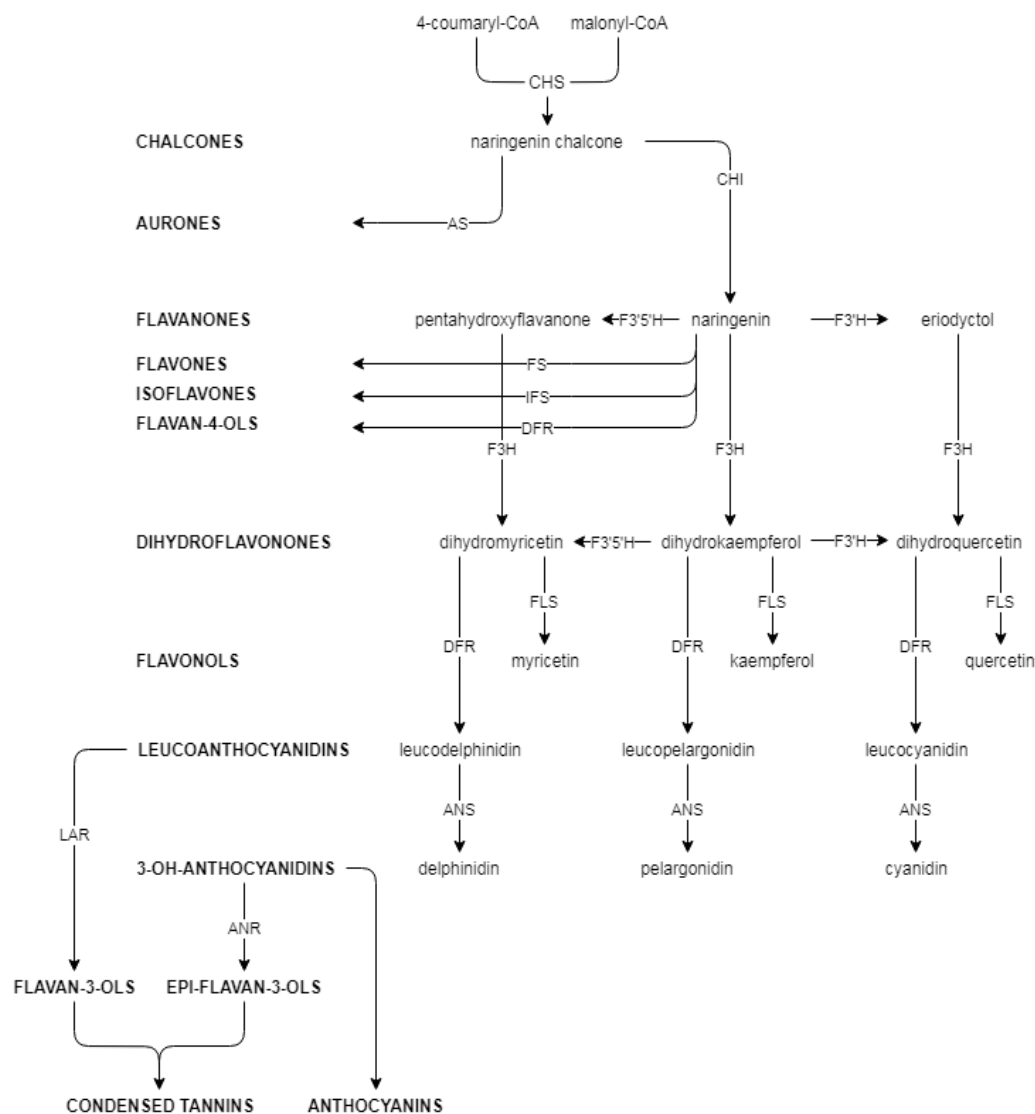 4-coumaryl-CoA malonyl-CoA
CHS
CHALCONES naringenin chalcone
CHI
AURONES AS
FLAVANONES pentahydroxyflavanone F3'5'H naringenin F3'H eriodyctol
FLAVONES FS
ISOFLAVONES IFS
FLAVAN-4-OLS DFR
F3H F3H F3H
DIHYDROFLAVONONES dihydromyricetin F3'5'H dihydrokaempferol F3'H dihydroquercetin
FLS FLS FLS
DFR DFR DFR
FLAVONOLS myricetin kaempferol quercetin
LEUCOANTHOCYANIDINS leucodelphinidin leucopelargonidin leucocyanidin
ANS ANS ANS
LAR
3-OH-ANTHOCYANIDINS delphinidin pelargonidin cyanidin
ANR
FLAVAN-3-OLS EPI-FLAVAN-3-OLS
CONDENSED TANNINS ANTHOCYANINS